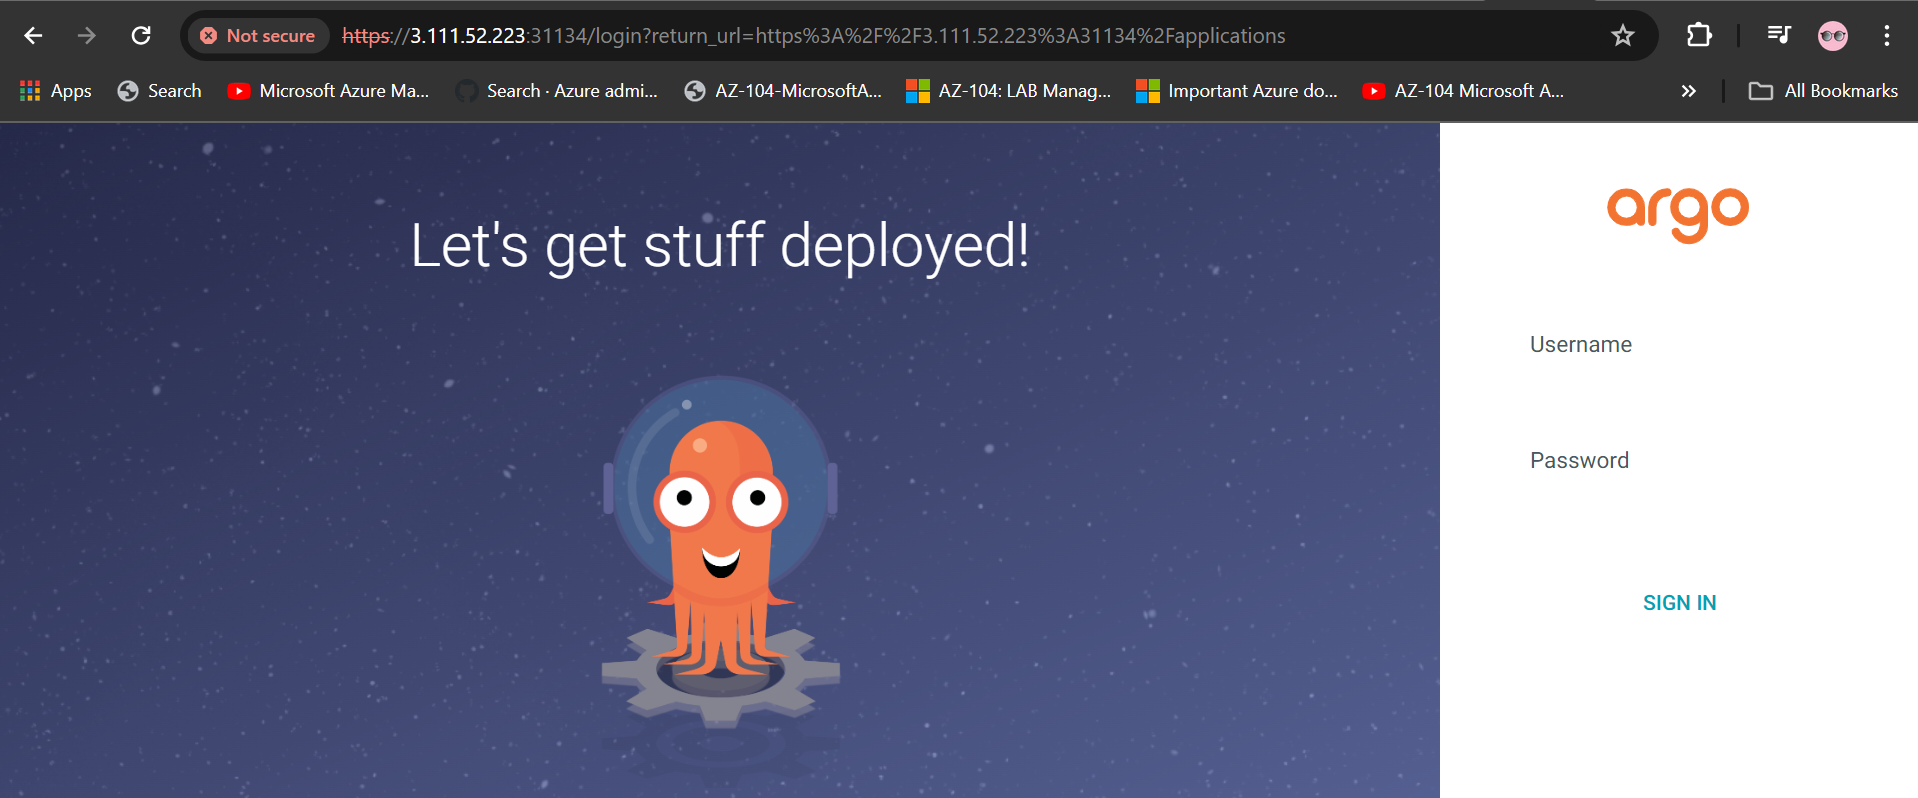 Not secure https://3.111.52.223:31134/login?return_url=https%3A%2F%2F3.111.52.223%3A31134%2Fapplications
Apps Search Microsoft Azure Ma... Search · Azure admi... AZ-104-MicrosoftA... AZ-104: LAB Manag... Important Azure do... AZ-104 Microsoft A... » All Bookmarks
Let's get stuff deployed!
argo
Username
Password
SIGN IN